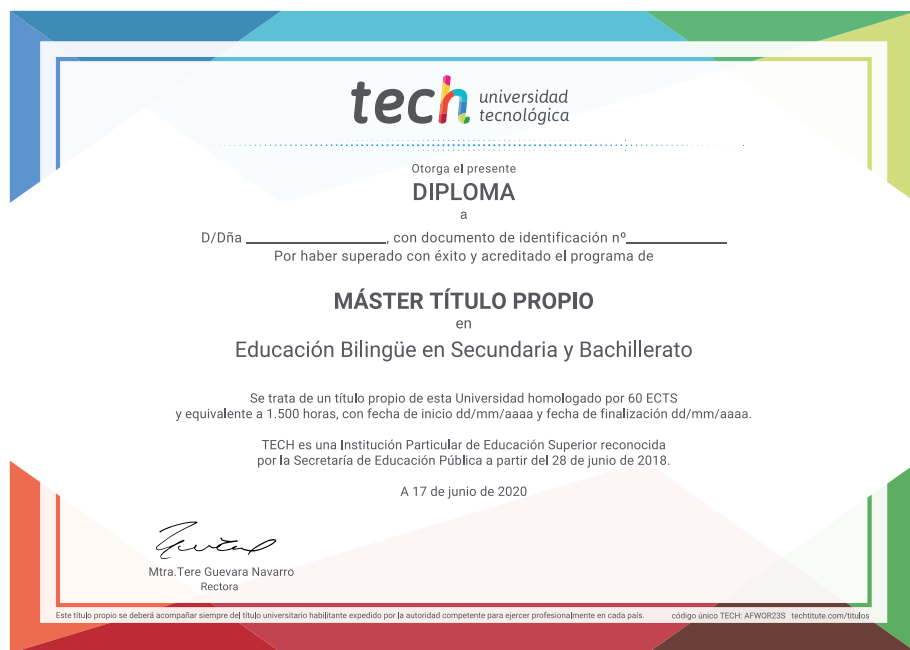 tech universidad
tecnológica
Otorga el presente
DIPLOMA
a
D/Dña ____________, con documento de identificación nº____________
Por haber superado con éxito y acreditado el programa de
MÁSTER TÍTULO PROPIO
en
Educación Bilingüe en Secundaria y Bachillerato
Se trata de un título propio de esta Universidad homologado por 60 ECTS
y equivalente a 1.500 horas, con fecha de inicio dd/mm/aaaa y fecha de finalización dd/mm/aaaa.
TECH es una Institución Particular de Educación Superior reconocida
por la Secretaría de Educación Pública a partir del 28 de junio de 2018.
A 17 de junio de 2020
Mtra.Tere Guevara Navarro
Rectora
Este título propio se deberá acompañar siempre del título universitario habilitante expedido por la autoridad competente para ejercer profesionalmente en cada país. código único TECH: AFWOR23S techtitute.com/titulos